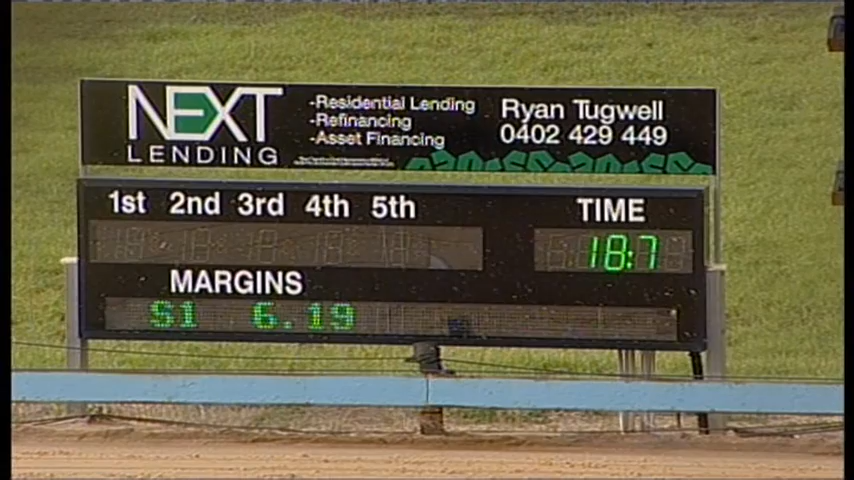 NEXT
LENDING
-Residential Lending
-Refinancing
-Asset Financing
Ryan Tugwell
0402 429 449
1st 2nd 3rd 4th 5th
TIME
18:7
MARGINS
S1 6.19